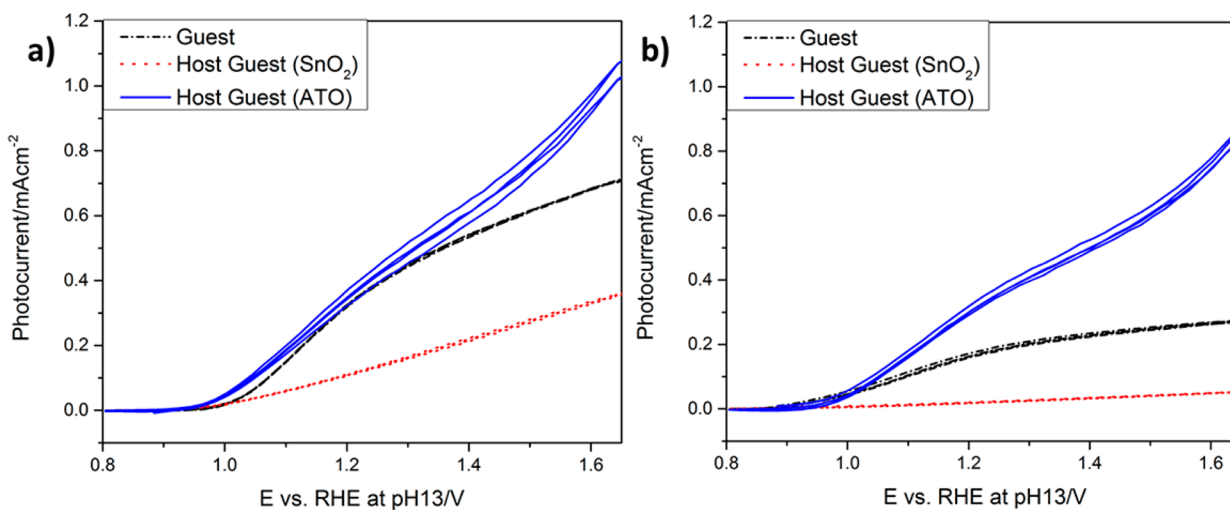 a)
Guest
Host Guest (SnO₂)
Host Guest (ATO)
Photocurrent/mAcm⁻²
1.2
1.0
0.8
0.6
0.4
0.2
0.0
0.8 1.0 1.2 1.4 1.6
E vs. RHE at pH13/V
b)
Guest
Host Guest (SnO₂)
Host Guest (ATO)
Photocurrent/mAcm⁻²
1.2
1.0
0.8
0.6
0.4
0.2
0.0
0.8 1.0 1.2 1.4 1.6
E vs. RHE at pH13/V